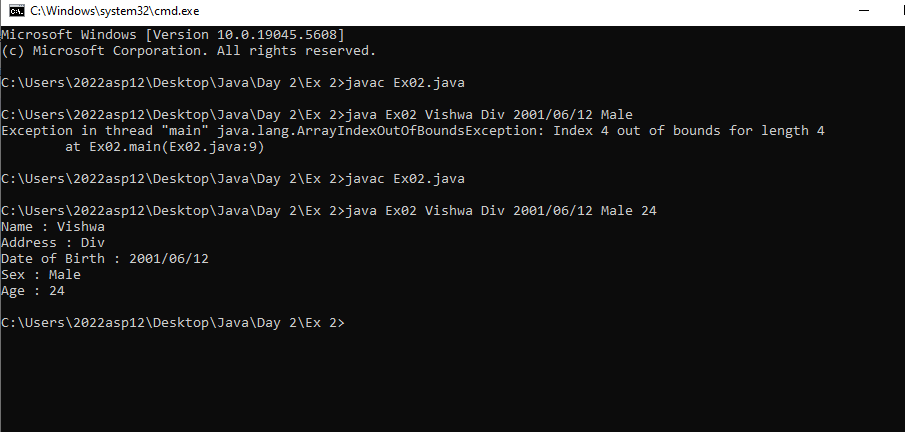 C:\Windows\system32\cmd.exe
Microsoft Windows [Version 10.0.19045.5608]
(c) Microsoft Corporation. All rights reserved.
C:\Users\2022asp12\Desktop\Java\Day 2\Ex 2>javac Ex02.java
C:\Users\2022asp12\Desktop\Java\Day 2\Ex 2>java Ex02 Vishwa Div 2001/06/12 Male
Exception in thread "main" java.lang.ArrayIndexOutOfBoundsException: Index 4 out of bounds for length 4
        at Ex02.main(Ex02.java:9)
C:\Users\2022asp12\Desktop\Java\Day 2\Ex 2>javac Ex02.java
C:\Users\2022asp12\Desktop\Java\Day 2\Ex 2>java Ex02 Vishwa Div 2001/06/12 Male 24
Name : Vishwa
Address : Div
Date of Birth : 2001/06/12
Sex : Male
Age : 24
C:\Users\2022asp12\Desktop\Java\Day 2\Ex 2>